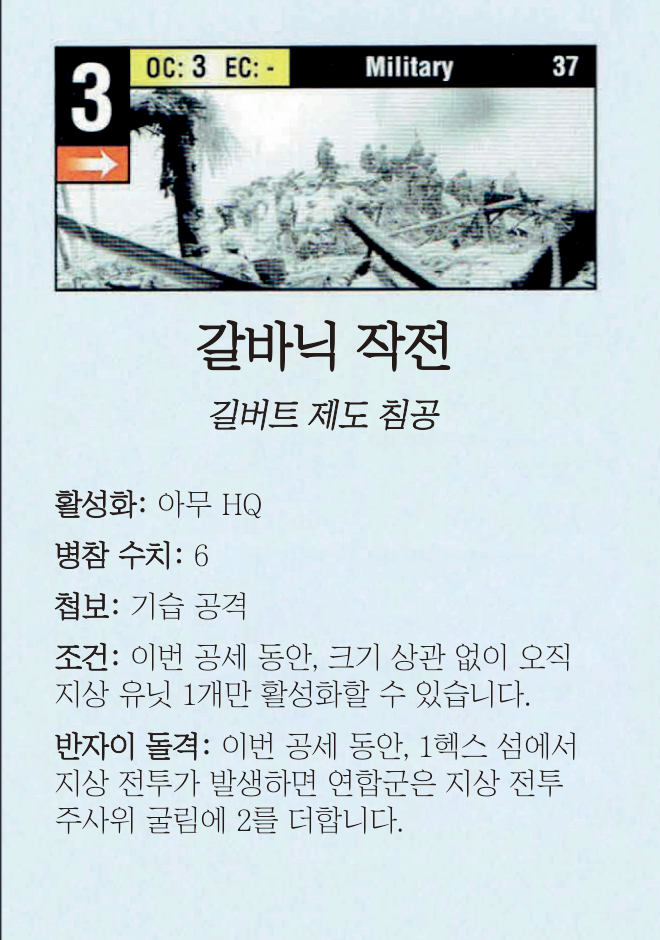 3
OC: 3 EC: - Military 37
갈바닉 작전
길버트 제도 침공
활성화: 아무 HQ
병참 수치: 6
첩보: 기습 공격
조건: 이번 공세 동안, 크기 상관 없이 오직
지상 유닛 1개만 활성화할 수 있습니다.
반자이 돌격: 이번 공세 동안, 1헥스 섬에서
지상 전투가 발생하면 연합군은 지상 전투
주사위 굴림에 2를 더합니다.